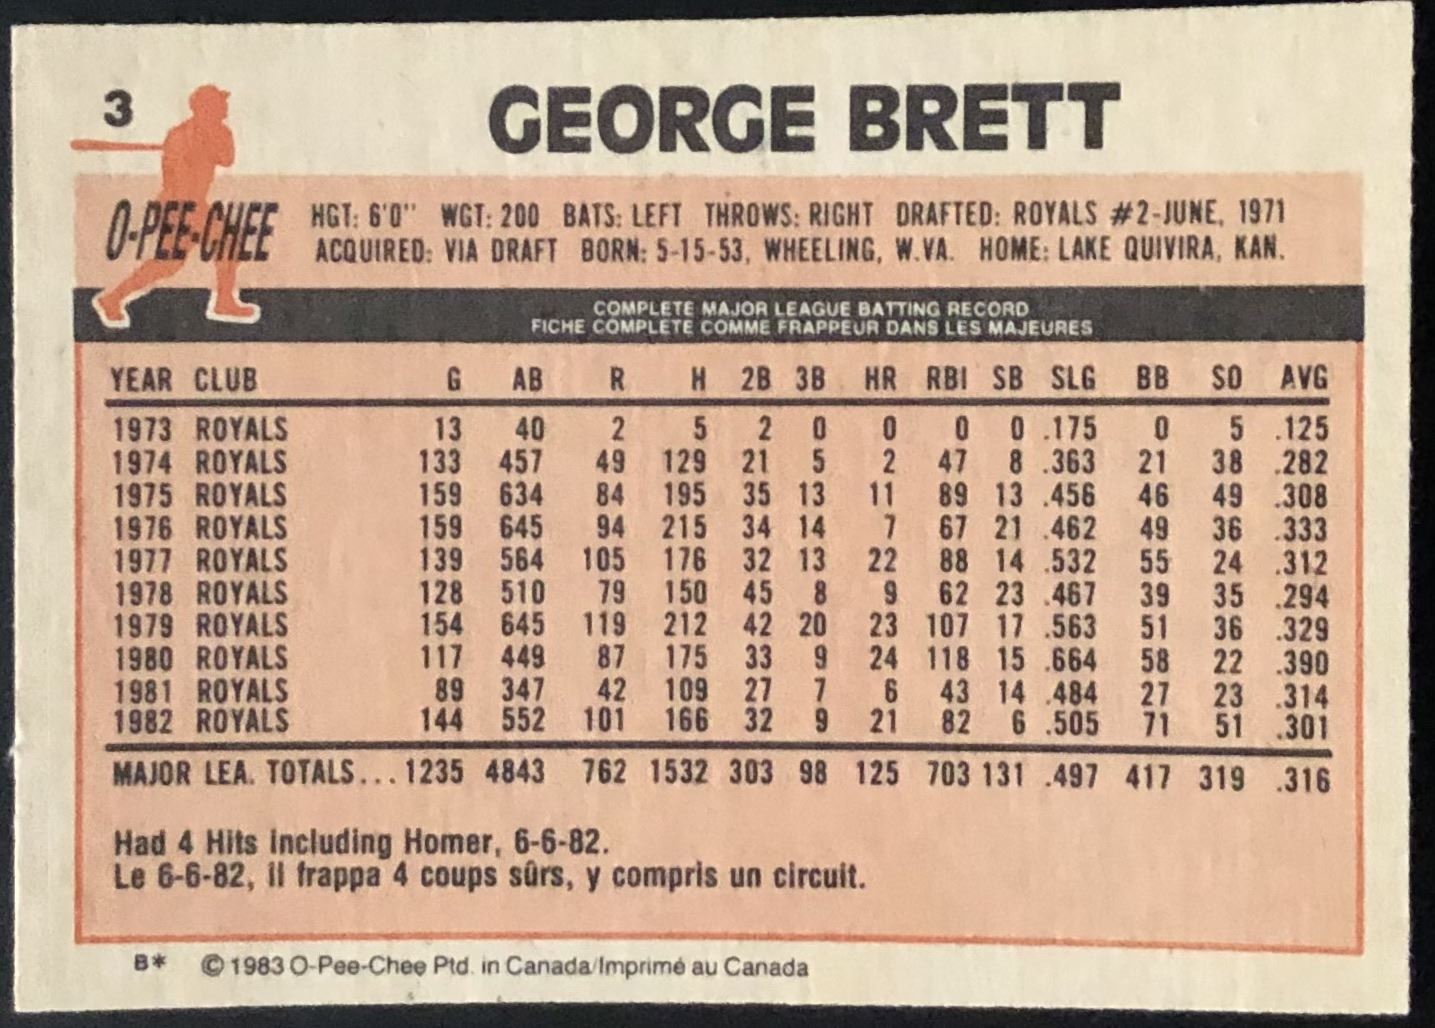 3
GEORGE BRETT
O-PEE-CHEE
HGT: 6'0" WGT: 200 BATS: LEFT THROWS: RIGHT DRAFTED: ROYALS #2-JUNE, 1971
ACQUIRED: VIA DRAFT BORN: 5-15-53, WHEELING, W.VA. HOME: LAKE QUIVIRA, KAN.
COMPLETE MAJOR LEAGUE BATTING RECORD
FICHE COMPLÈTE COMME FRAPPEUR DANS LES MAJEURES
YEAR CLUB G AB R H 2B 3B HR RBI SB SLG BB SO AVG
1973 ROYALS 13 40 2 5 2 0 0 0 0 .175 0 5 .125
1974 ROYALS 133 457 49 129 21 5 2 47 8 .363 21 38 .282
1975 ROYALS 159 634 84 195 35 13 11 89 13 .456 46 49 .308
1976 ROYALS 159 645 94 215 34 14 7 67 21 .462 49 36 .333
1977 ROYALS 139 564 105 176 32 13 22 88 14 .532 55 24 .312
1978 ROYALS 128 510 79 150 45 8 9 62 23 .467 39 35 .294
1979 ROYALS 154 645 119 212 42 20 23 107 17 .563 51 36 .329
1980 ROYALS 117 449 87 175 33 9 24 118 15 .664 58 22 .390
1981 ROYALS 89 347 42 109 27 7 6 43 14 .484 27 23 .314
1982 ROYALS 144 552 101 166 32 9 21 82 6 .505 71 51 .301
MAJOR LEA. TOTALS... 1235 4843 762 1532 303 98 125 703 131 .497 417 319 .316
Had 4 Hits Including Homer, 6-6-82.
Le 6-6-82, il frappa 4 coups sûrs, y compris un circuit.
B* © 1983 O-Pee-Chee Ptd. in Canada/Imprimé au Canada